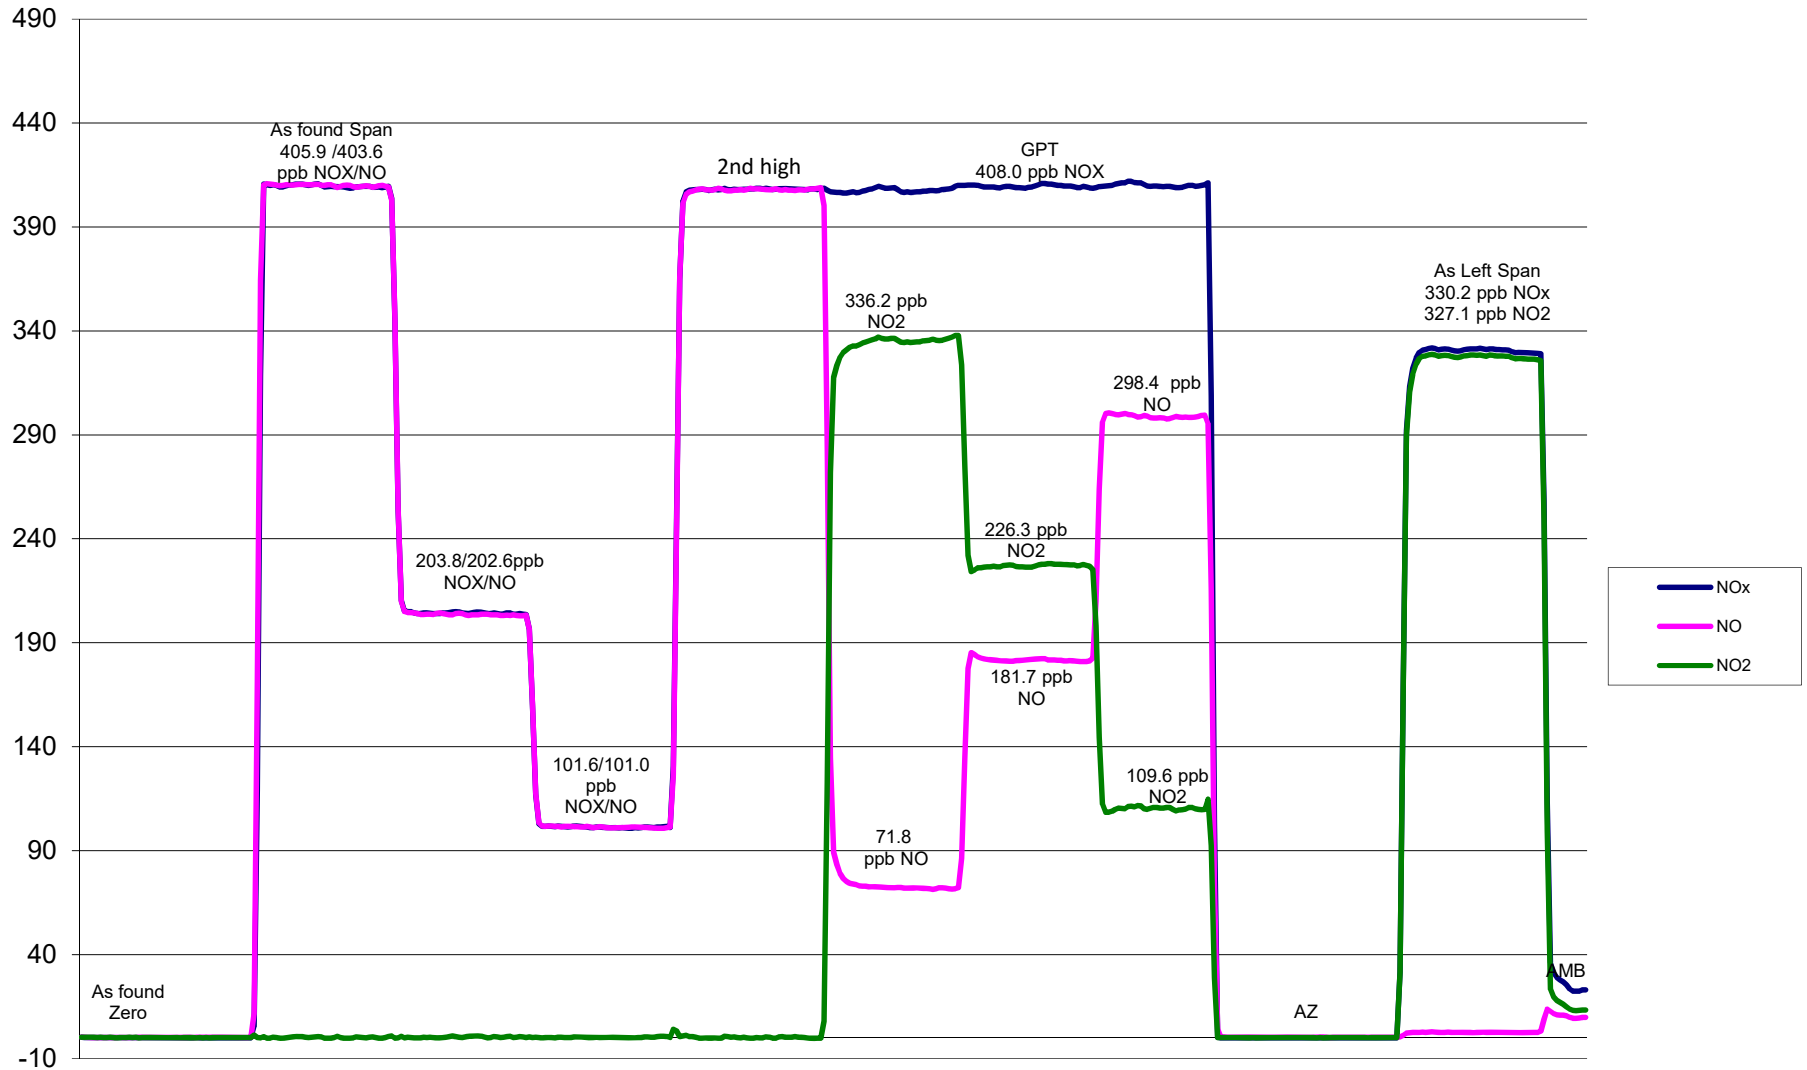 490
440
390
340
290
240
190
140
90
40
-10
As found
Zero
As found Span
405.9 /403.6
ppb NOX/NO
203.8/202.6ppb
NOX/NO
101.6/101.0
ppb
NOX/NO
2nd high
GPT
408.0 ppb NOX
336.2 ppb
NO2
71.8
ppb NO
226.3 ppb
NO2
181.7 ppb
NO
298.4  ppb
NO
109.6 ppb
NO2
AZ
As Left Span
330.2 ppb NOx
327.1 ppb NO2
AMB
NOx
NO
NO2